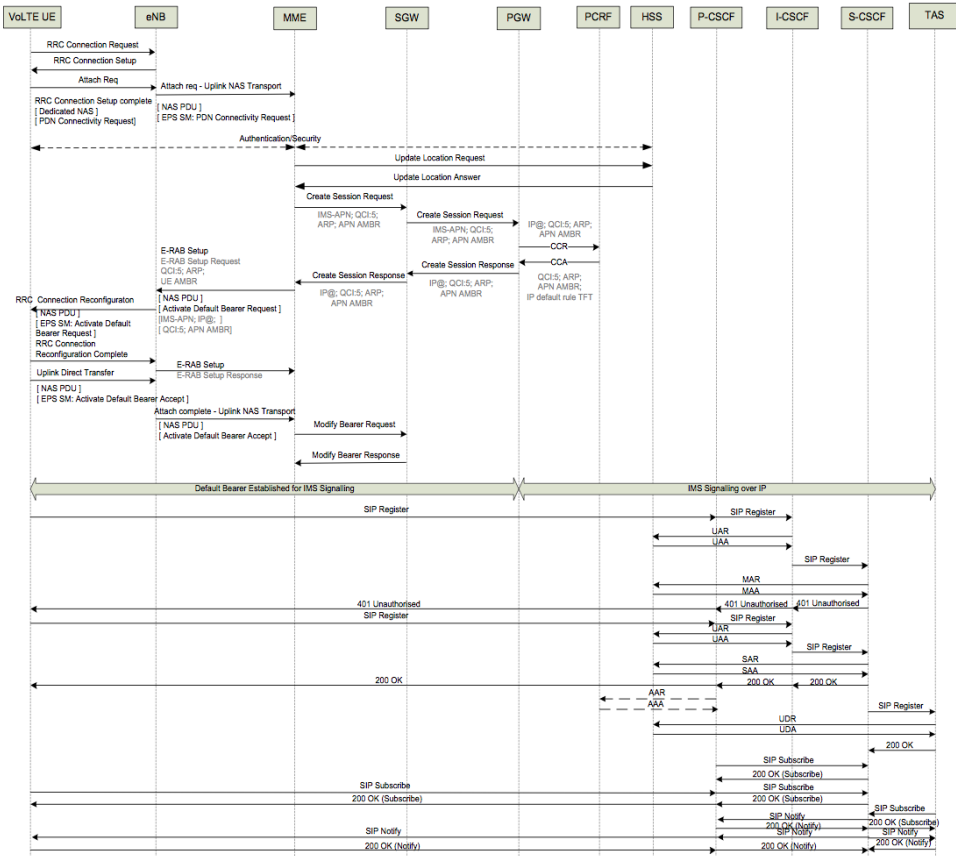 VoLTE UE
eNB
MME
SGW
PGW
PCRF
HSS
P-CSCF
I-CSCF
S-CSCF
TAS
RRC Connection Request
RRC Connection Setup
Attach Req
Attach req - Uplink NAS Transport
RRC Connection Setup complete
[ Dedicated NAS ]
[ PDN Connectivity Request]
[ NAS PDU ]
[ EPS SM: PDN Connectivity Request ]
Authentication/Security
Update Location Request
Update Location Answer
Create Session Request
IMS-APN; QCI:5;
ARP; APN AMBR
Create Session Request
IMS-APN; QCI:5;
ARP; APN AMBR
IP@; QCI:5; ARP;
APN AMBR
CCR
CCA
QCI:5; ARP;
APN AMBR;
IP default rule TFT
Create Session Response
IP@; QCI:5; ARP;
APN AMBR
Create Session Response
IP@; QCI:5; ARP;
APN AMBR
E-RAB Setup
E-RAB Setup Request
QCI:5; ARP;
UE AMBR
[ NAS PDU ]
[ Activate Default Bearer Request ]
[IMS-APN; IP@; ]
[ QCI:5; APN AMBR]
RRC Connection Reconfiguraton
[ NAS PDU ]
[ EPS SM: Activate Default
Bearer Request ]
RRC Connection
Reconfiguration Complete
E-RAB Setup
E-RAB Setup Response
Uplink Direct Transfer
[ NAS PDU ]
[ EPS SM: Activate Default Bearer Accept ]
Attach complete - Uplink NAS Transport
[ NAS PDU ]
[ Activate Default Bearer Accept ]
Modify Bearer Request
Modify Bearer Response
Default Bearer Established for IMS Signalling
IMS Signalling over IP
SIP Register
SIP Register
UAR
UAA
SIP Register
MAR
MAA
401 Unauthorised
401 Unauthorised
401 Unauthorised
SIP Register
SIP Register
UAR
UAA
SIP Register
SAR
SAA
200 OK
200 OK
200 OK
AAR
AAA
SIP Register
UDR
UDA
200 OK
SIP Subscribe
200 OK (Subscribe)
SIP Subscribe
SIP Subscribe
200 OK (Subscribe)
200 OK (Subscribe)
SIP Subscribe
SIP Notify
200 OK (Subscribe)
200 OK (Notify)
SIP Notify
SIP Notify
SIP Notify
200 OK (Notify)
200 OK (Notify)
200 OK (Notify)